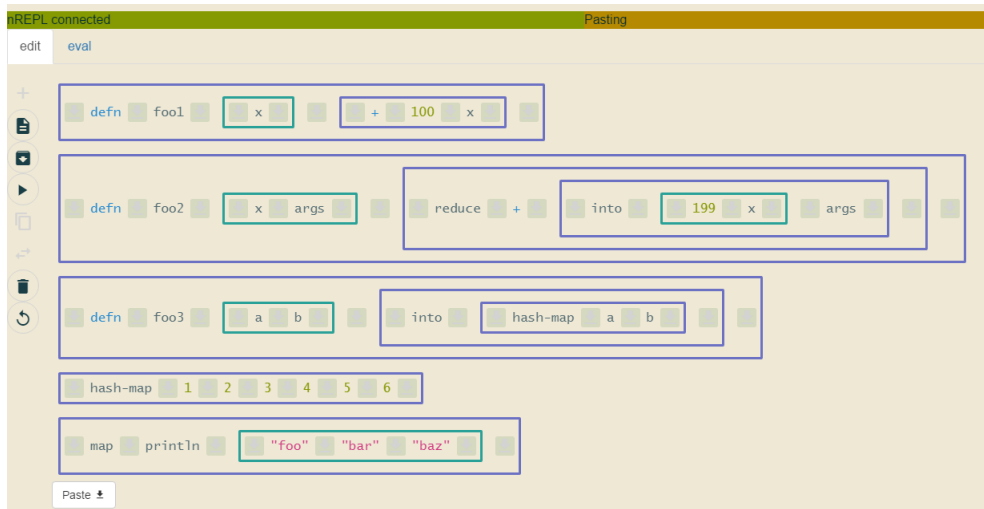 nREPL connected Pasting
edit eval
defn foo1 x + 100 x
defn foo2 x args reduce + into 199 x args
defn foo3 a b into hash-map a b
hash-map 1 2 3 4 5 6
map println "foo" "bar" "baz"
Paste